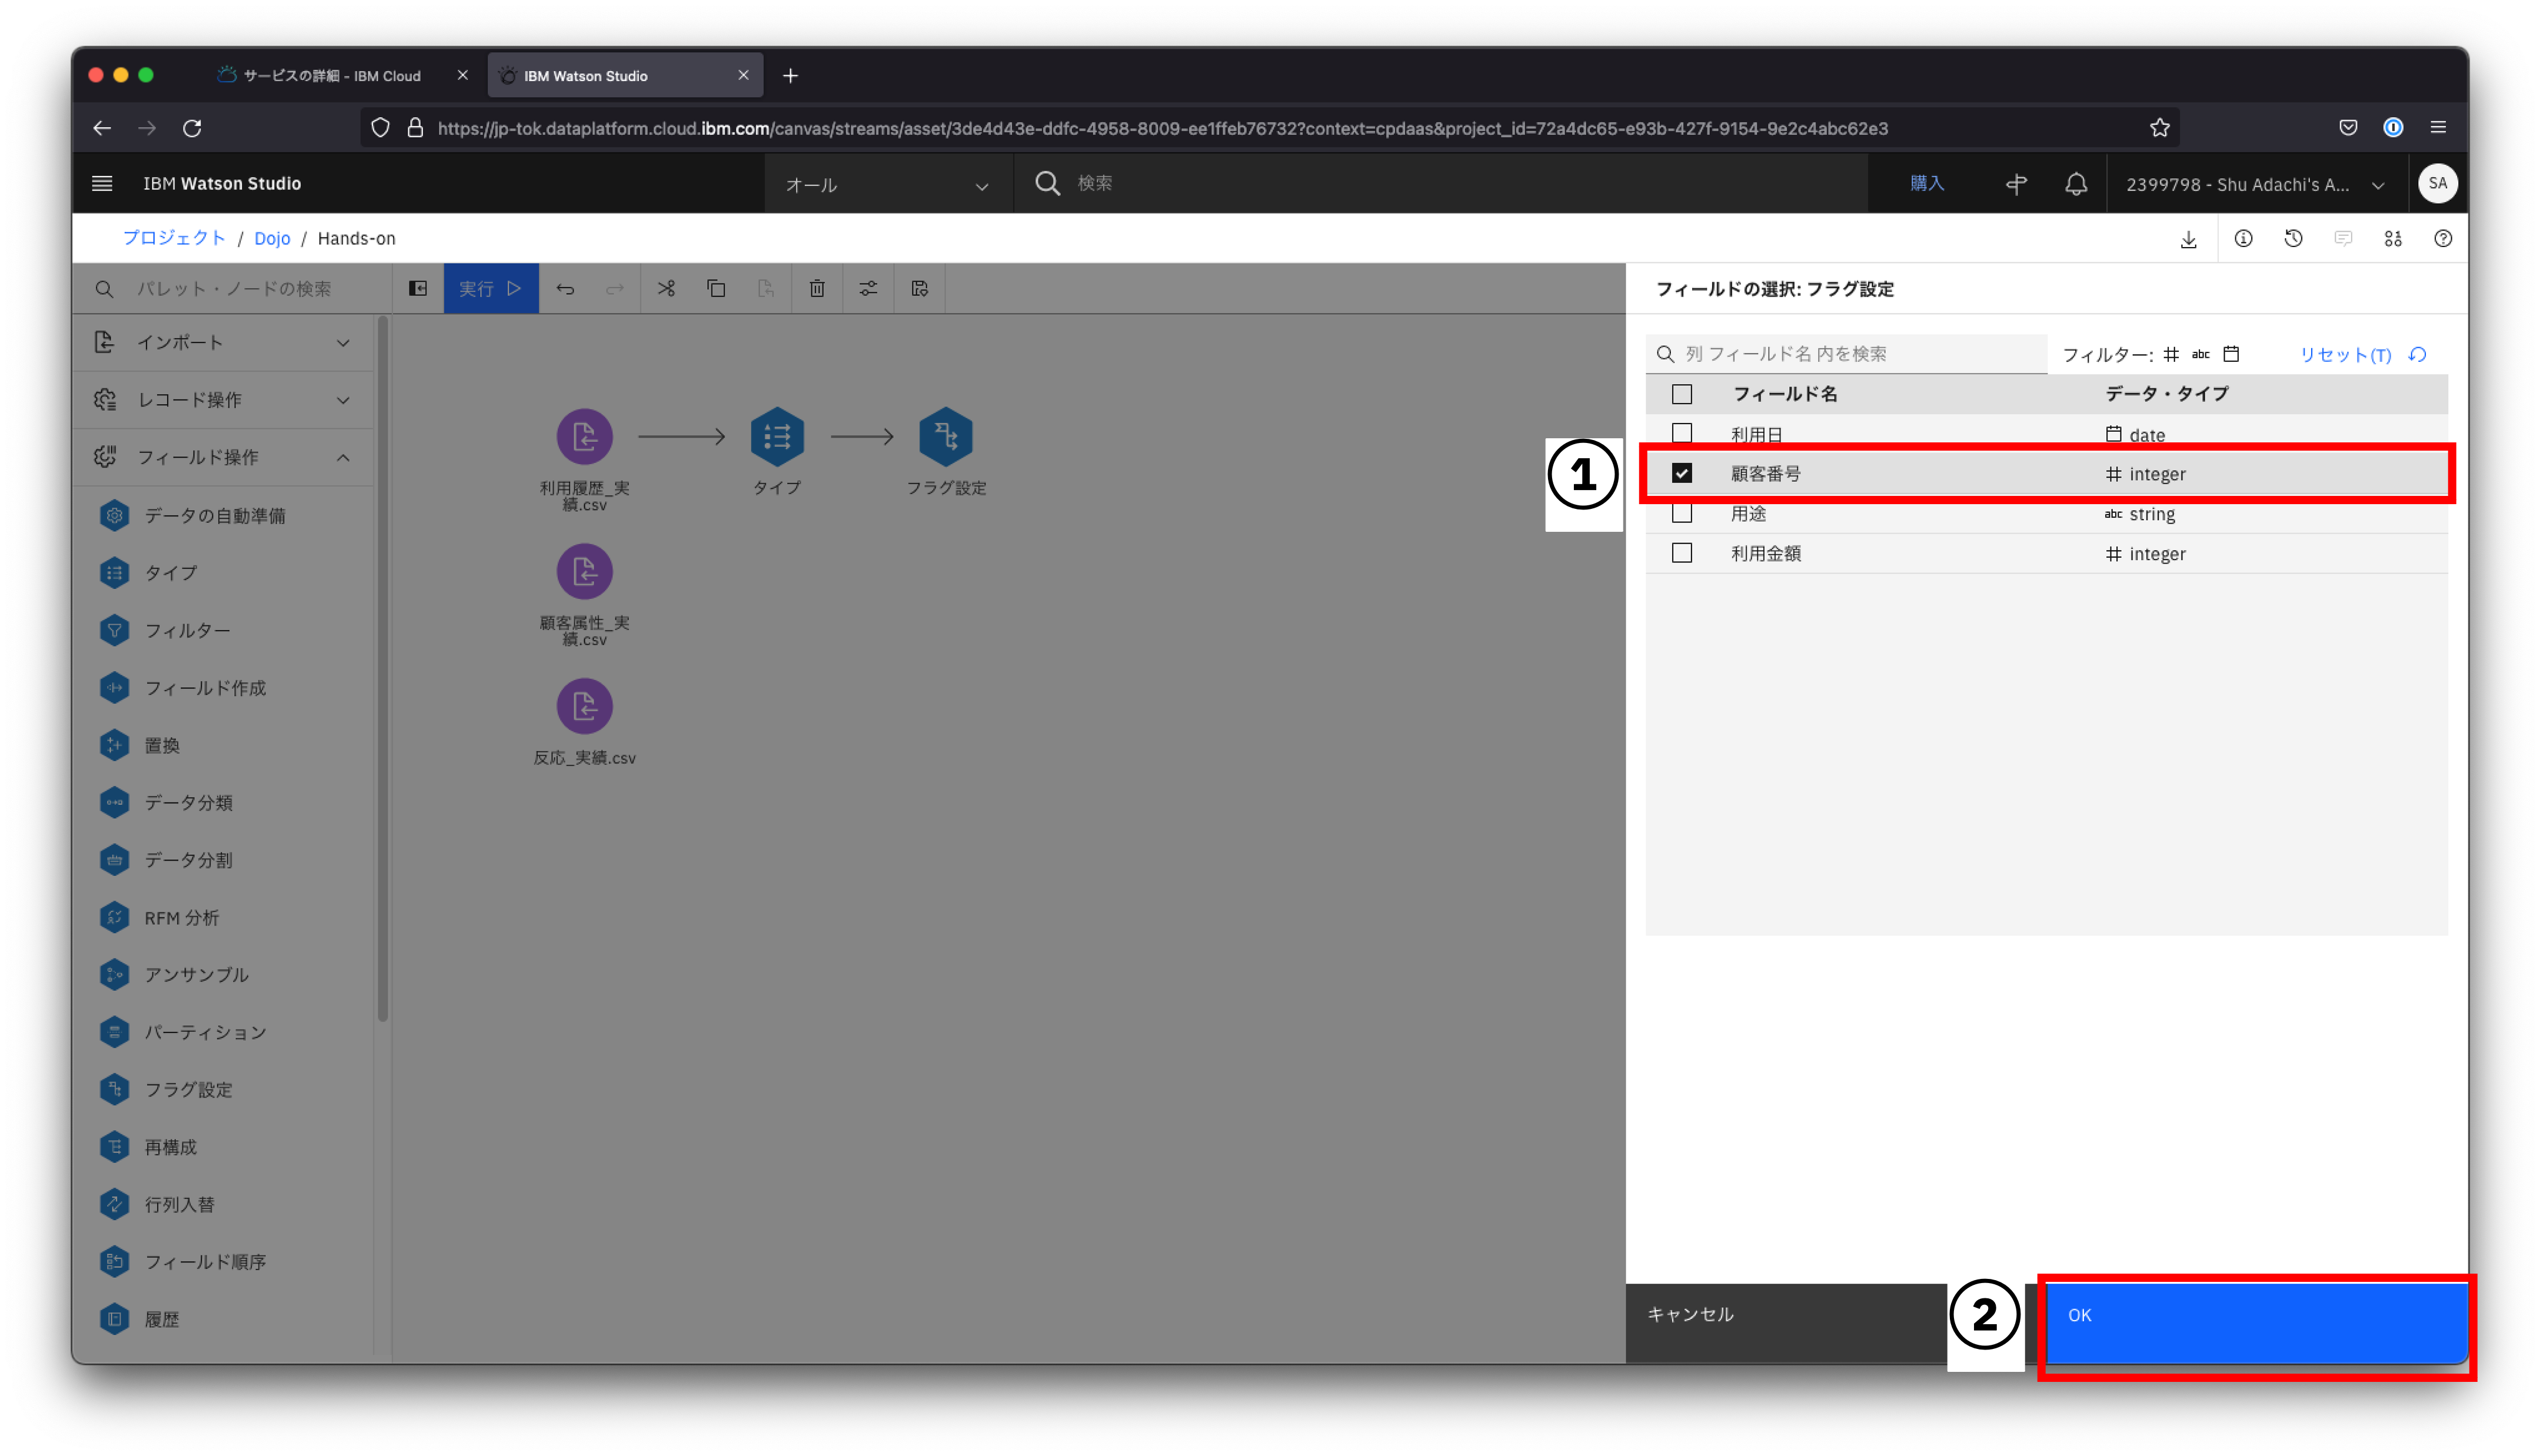 サービスの詳細 - IBM Cloud
IBM Watson Studio
https://jp-tok.dataplatform.cloud.ibm.com/canvas/streams/asset/3de4d43e-ddfc-4958-8009-ee1ffeb76732?context=cpdaas&project_id=72a4dc65-e93b-427f-9154-9e2c4abc62e3
IBM Watson Studio
オール
検索
購入
2399798 - Shu Adachi's A...
SA
プロジェクト / Dojo / Hands-on
パレット・ノードの検索
実行
インポート
レコード操作
フィールド操作
データの自動準備
タイプ
フィルター
フィールド作成
置換
データ分類
データ分割
RFM 分析
アンサンブル
パーティション
フラグ設定
再構成
行列入替
フィールド順序
履歴
利用履歴_実
績.csv
タイプ
フラグ設定
顧客属性_実
績.csv
反応_実績.csv
フィールドの選択: フラグ設定
列 フィールド名 内を検索
フィルター: # abc
リセット(T)
フィールド名 データ・タイプ
利用日 date
1
顧客番号 # integer
用途 abc string
利用金額 # integer
キャンセル
2
OK